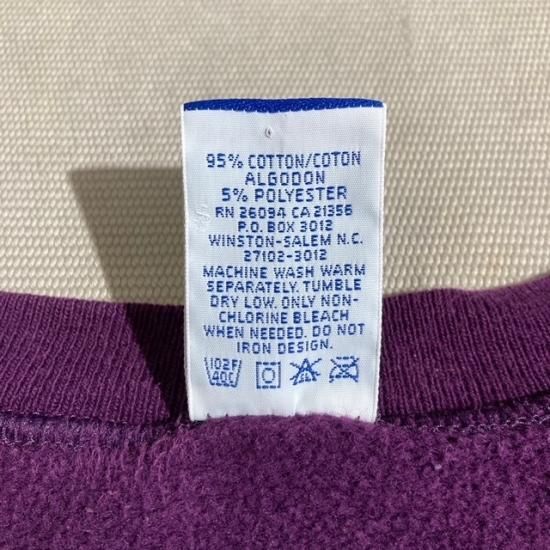 95% COTTON/COTON
ALGODON
5% POLYESTER
RN 26094 CA 21356
P.O. BOX 3012
WINSTON-SALEM N.C.
27102-3012
MACHINE WASH WARM
SEPARATELY. TUMBLE
DRY LOW. ONLY NON-
CHLORINE BLEACH
WHEN NEEDED. DO NOT
IRON DESIGN.
102F
40C CL